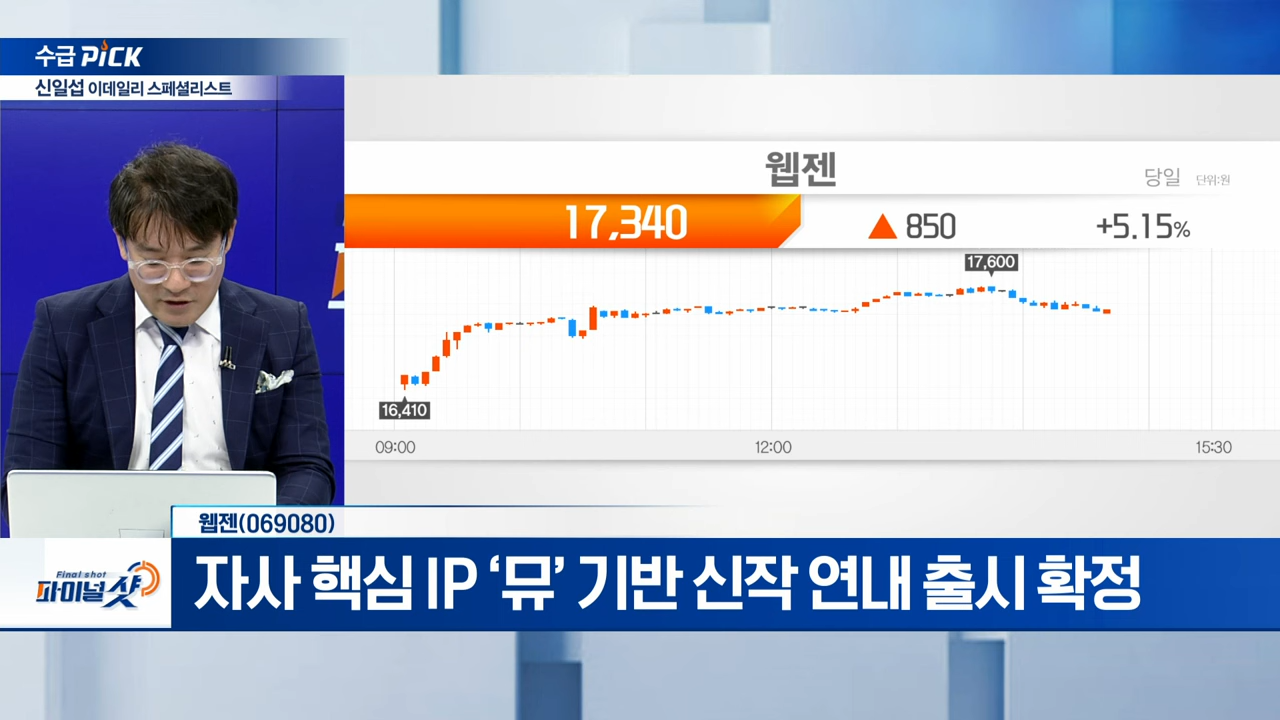 수급 PiCK
신일섭 이데일리 스페셜리스트
웹젠
당일 단위:원
17,340 ▲ 850 +5.15%
17,600
16,410
09:00 12:00 15:30
웹젠(069080)
Final shot
파이널샷
자사 핵심 IP ‘뮤’ 기반 신작 연내 출시 확정